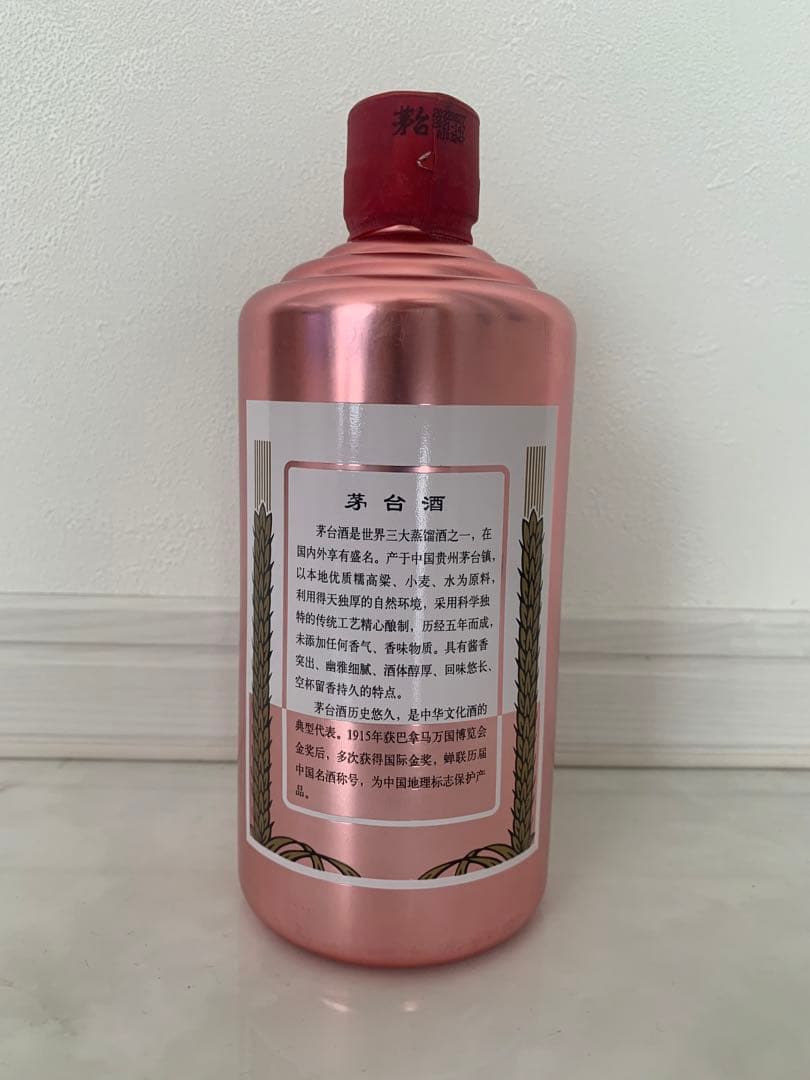 茅台
茅台酒
茅台酒是世界三大蒸馏酒之一，在
国内外享有盛名。产于中国贵州茅台镇，
以本地优质糯高粱、小麦、水为原料，
利用得天独厚的自然环境，采用科学独
特的传统工艺精心酿制，历经五年而成，
未添加任何香气、香味物质。具有酱香
突出、幽雅细腻、酒体醇厚、回味悠长、
空杯留香持久的特点。
茅台酒历史悠久，是中华文化酒的
典型代表。1915年获巴拿马万国博览会
金奖后，多次获得国际金奖，蝉联历届
中国名酒称号，为中国地理标志保护产
品。